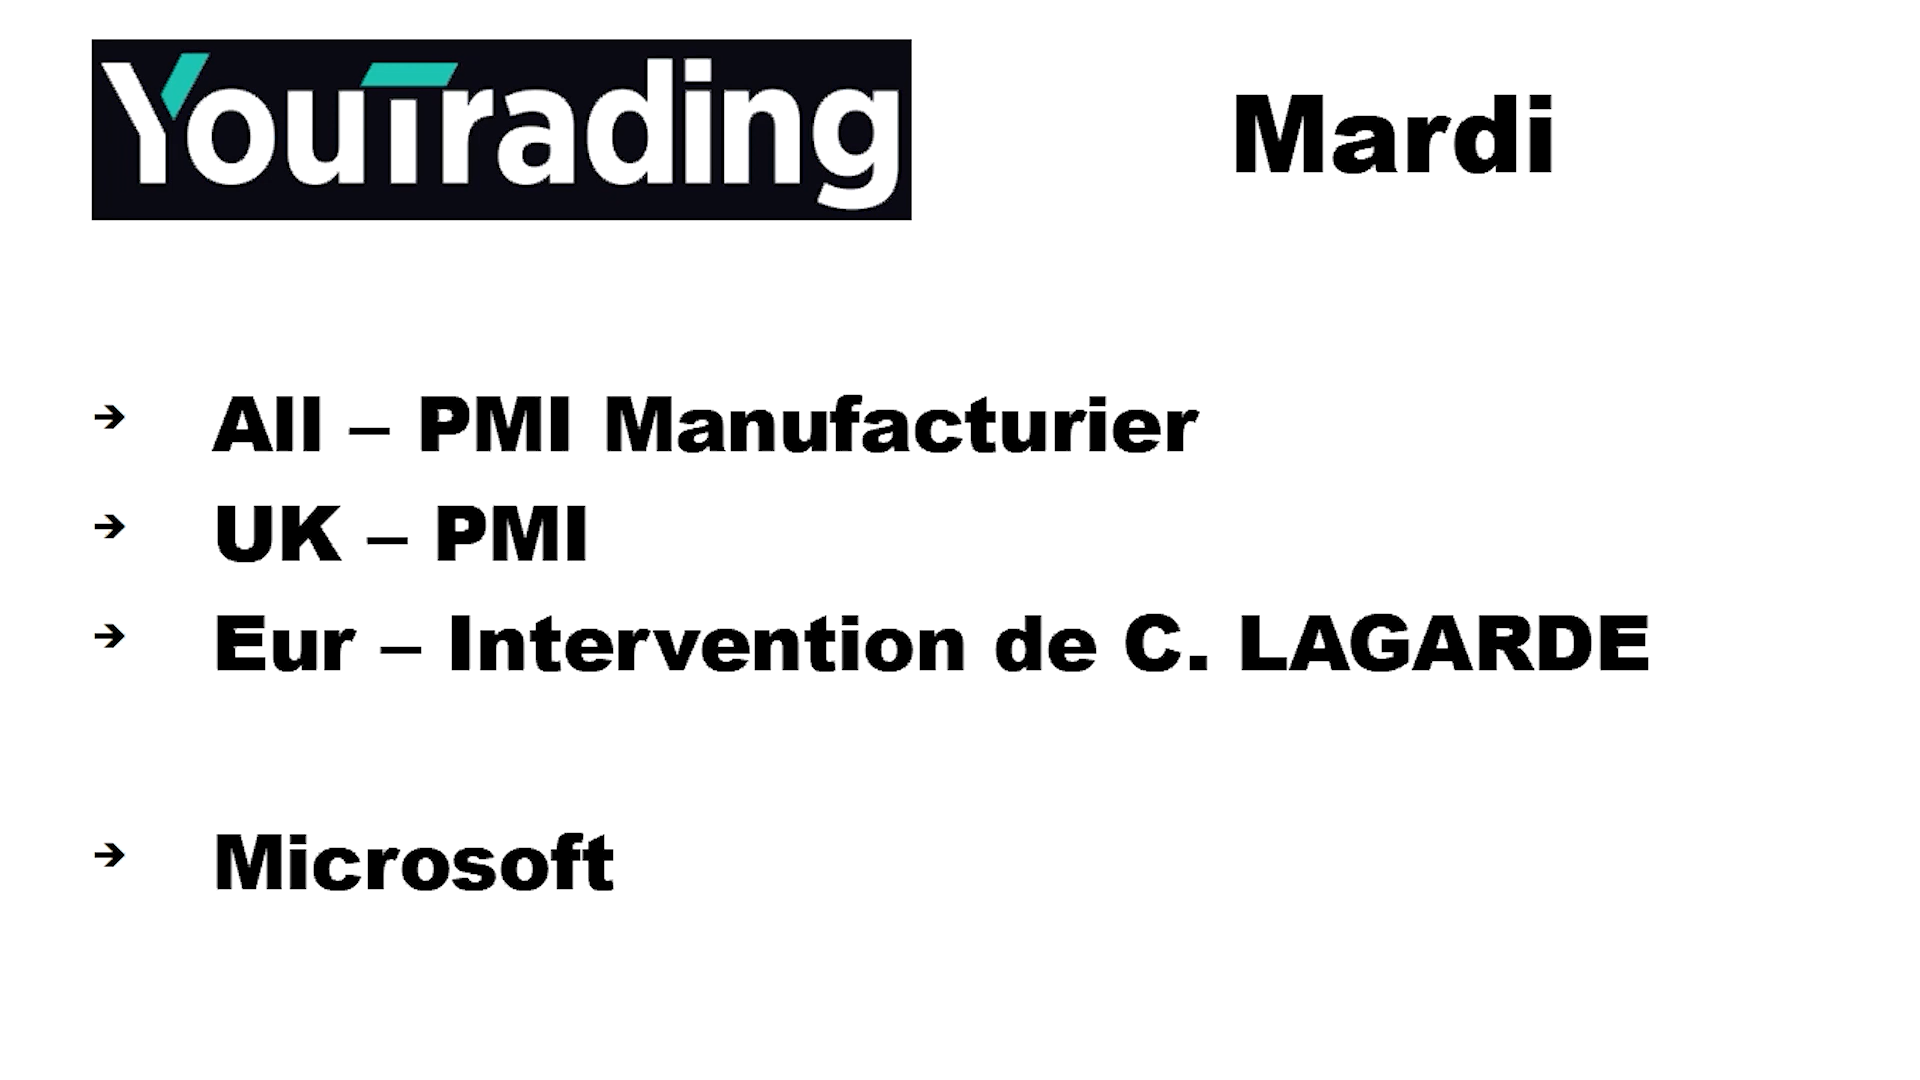 YouTrading
Mardi
➔ All – PMI Manufacturier
➔ UK – PMI
➔ Eur – Intervention de C. LAGARDE
➔ Microsoft